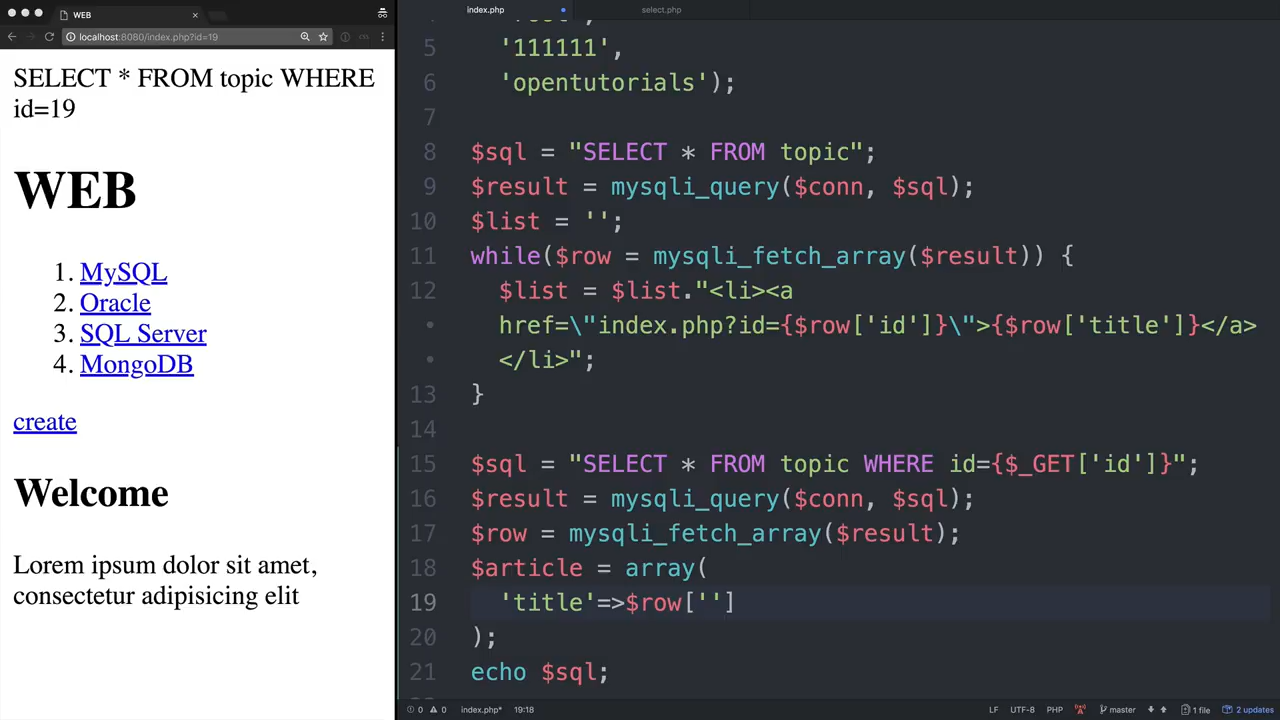 WEB
localhost:8080/index.php?id=19
SELECT * FROM topic WHERE
id=19
WEB
1. MySQL
2. Oracle
3. SQL Server
4. MongoDB
create
Welcome
Lorem ipsum dolor sit amet,
consectetur adipisicing elit
index.php
select.php
5 '111111',
6 'opentutorials');
7
8 $sql = "SELECT * FROM topic";
9 $result = mysqli_query($conn, $sql);
10 $list = '';
11 while($row = mysqli_fetch_array($result)) {
12 $list = $list."<li><a
• href=\"index.php?id={$row['id']}\">{$row['title']}</a>
• </li>";
13 }
14
15 $sql = "SELECT * FROM topic WHERE id={$_GET['id']}";
16 $result = mysqli_query($conn, $sql);
17 $row = mysqli_fetch_array($result);
18 $article = array(
19 'title'=>$row['']
20 );
21 echo $sql;
0 0 index.php* 19:18 LF UTF-8 PHP master 1 file 2 updates